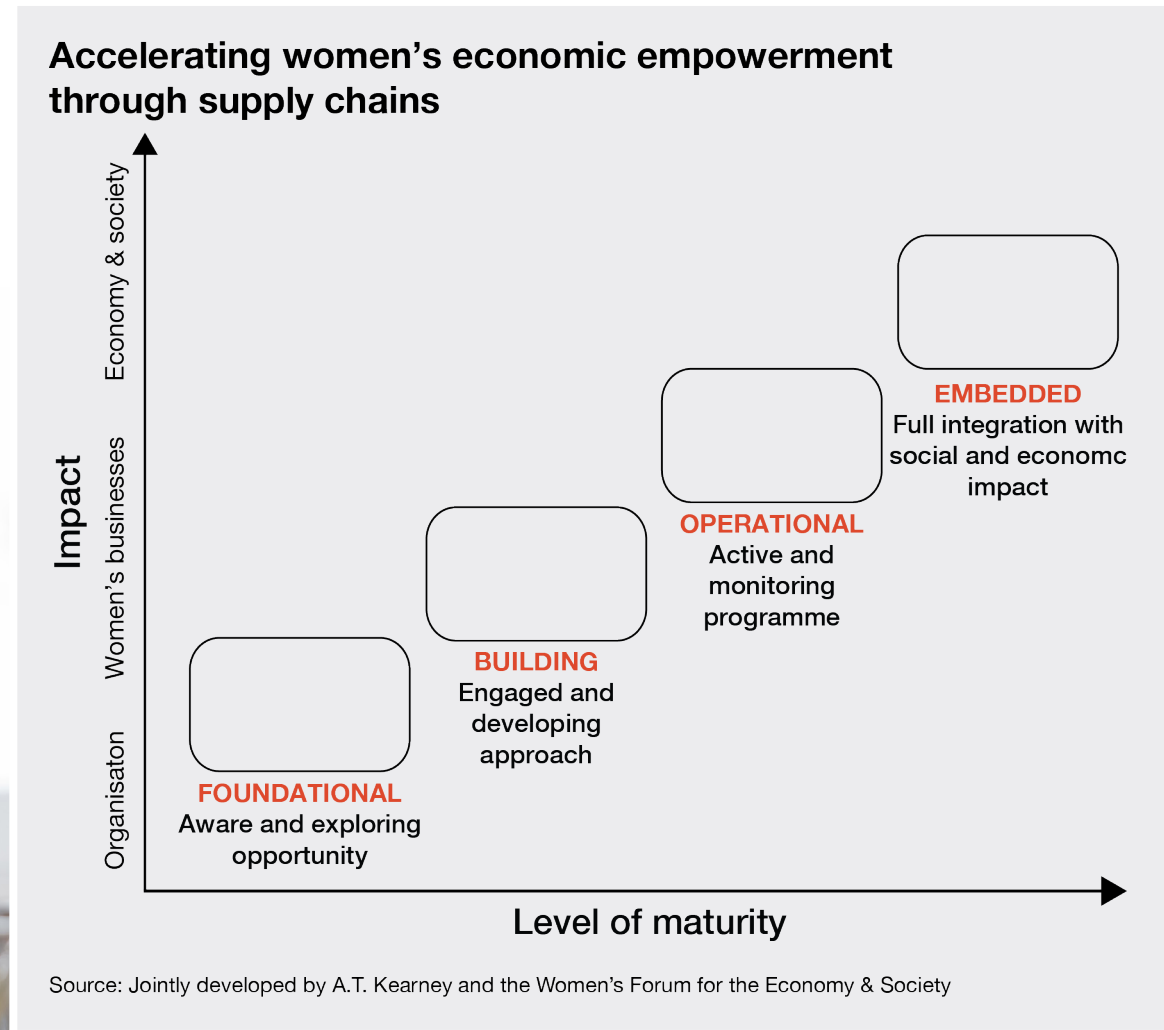 Accelerating women's economic empowerment
through supply chains
Economy & society
Women's businesses
Organisaton
Impact
EMBEDDED
Full integration with
social and economc
impact
OPERATIONAL
Active and
monitoring
programme
BUILDING
Engaged and
developing
approach
FOUNDATIONAL
Aware and exploring
opportunity
Level of maturity
Source: Jointly developed by A.T. Kearney and the Women's Forum for the Economy & Society